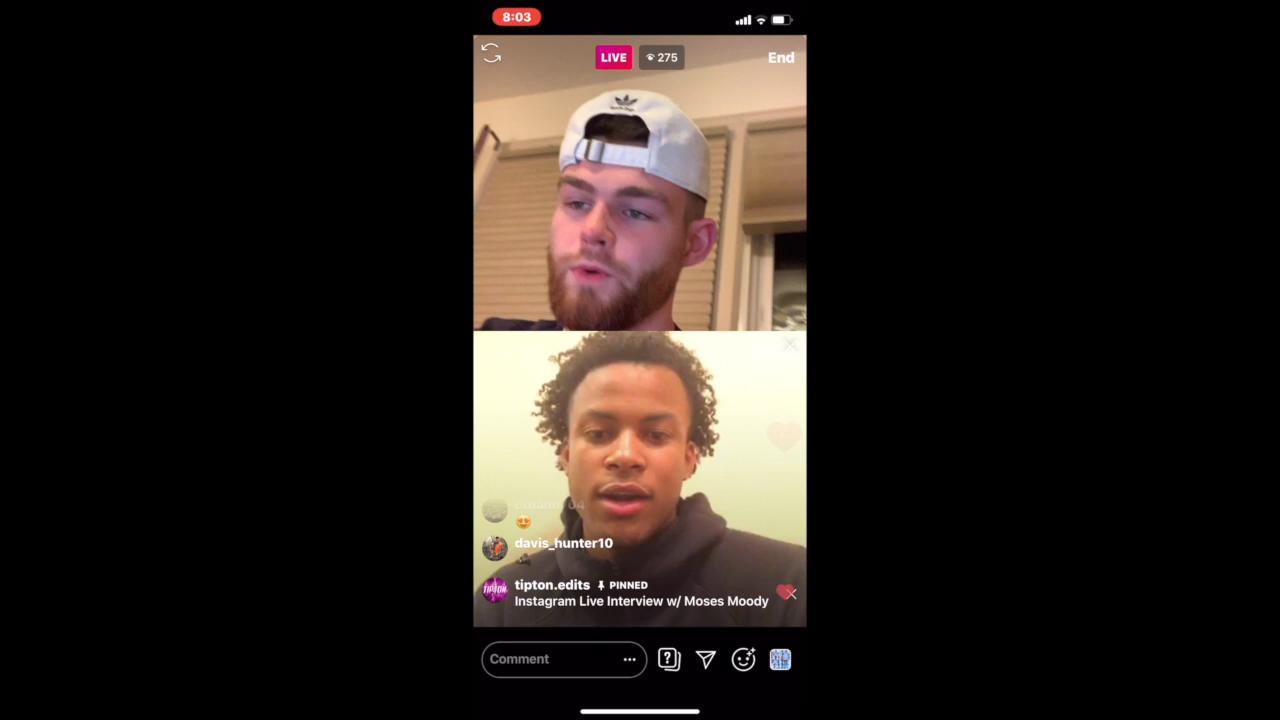 8:03
LIVE
275
End
davis_hunter10
tipton.edits PINNED
Instagram Live Interview w/ Moses Moody
Comment